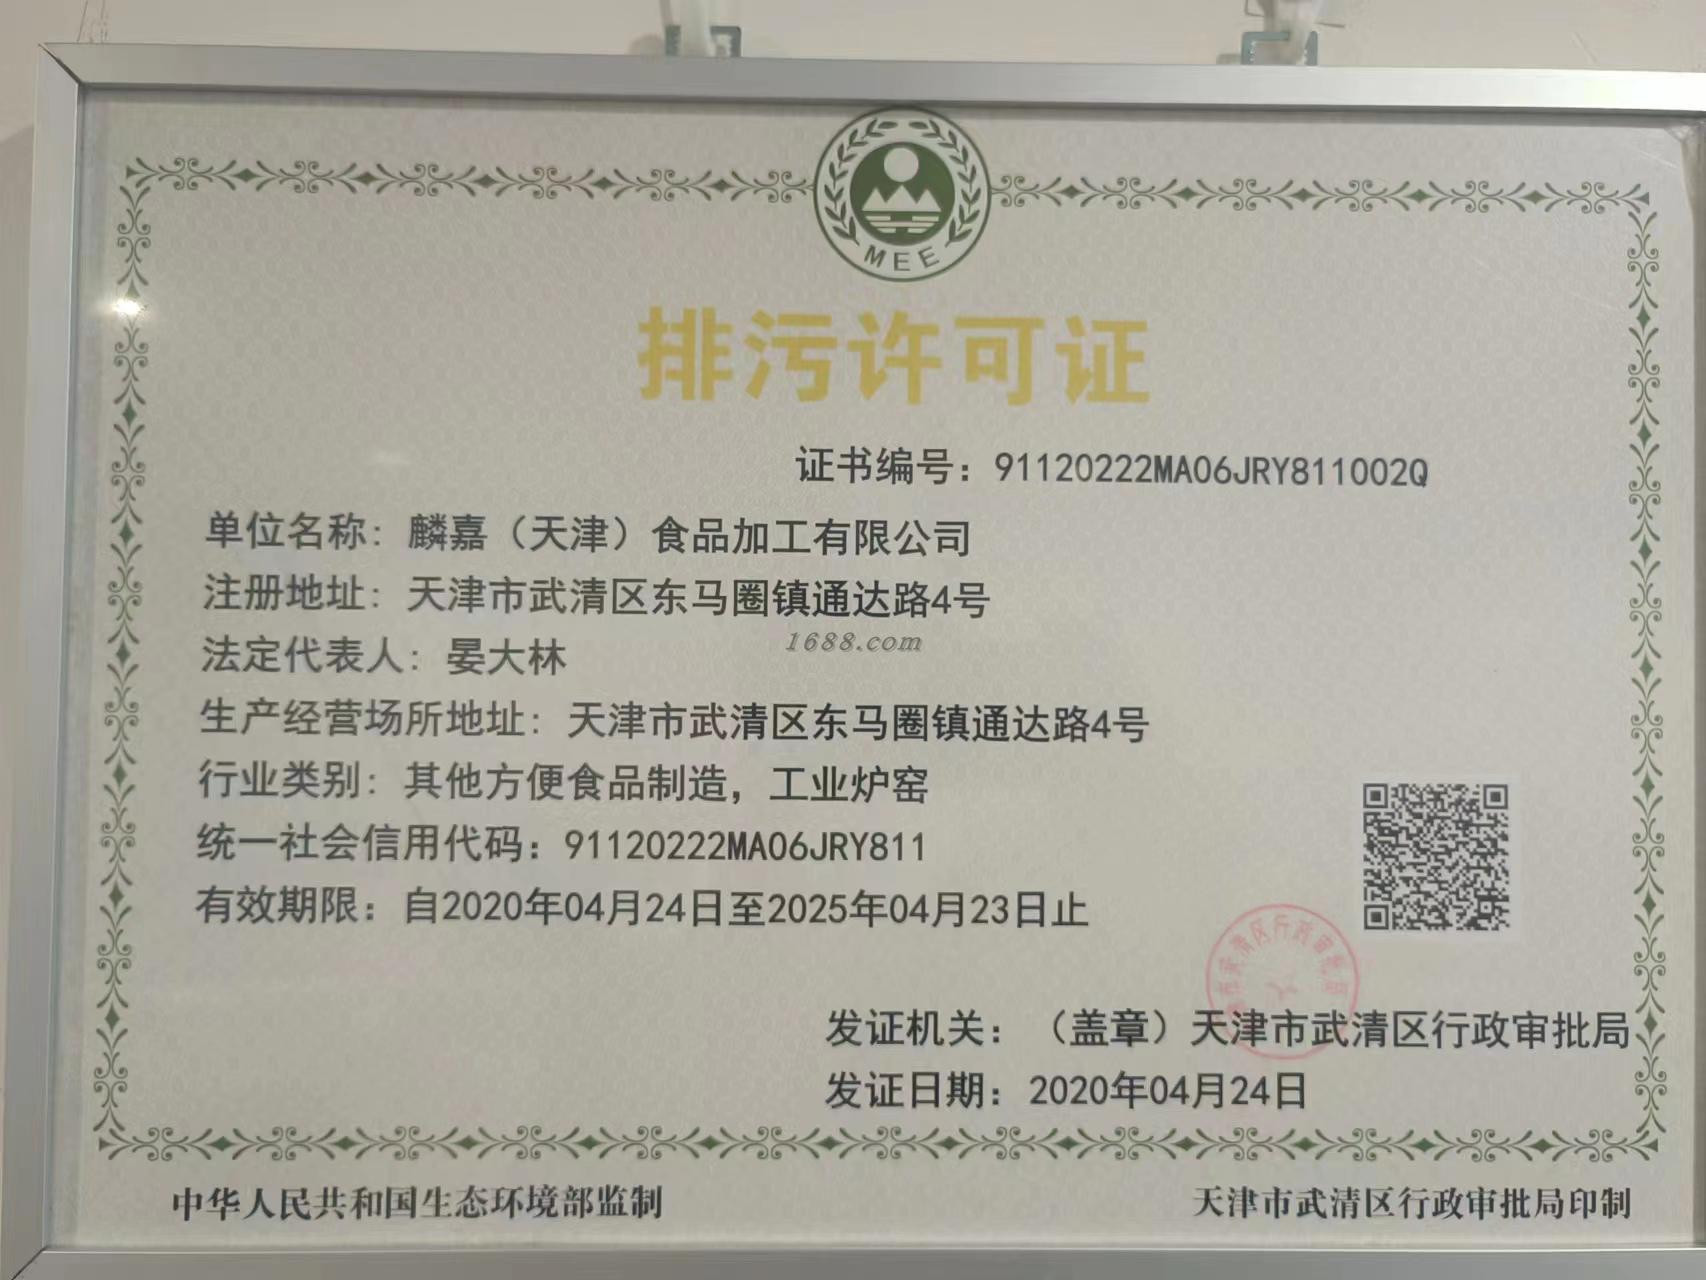 MEE
排污许可证
证书编号：91120222MA06JRY811002Q
单位名称：麟嘉（天津）食品加工有限公司
注册地址：天津市武清区东马圈镇通达路4号
1688.com
法定代表人：晏大林
生产经营场所地址：天津市武清区东马圈镇通达路4号
行业类别：其他方便食品制造，工业炉窑
统一社会信用代码：91120222MA06JRY811
有效期限：自2020年04月24日至2025年04月23日止
市武清区行政审批局
发证机关：（盖章）天津市武清区行政审批局
发证日期：2020年04月24日
中华人民共和国生态环境部监制
天津市武清区行政审批局印制